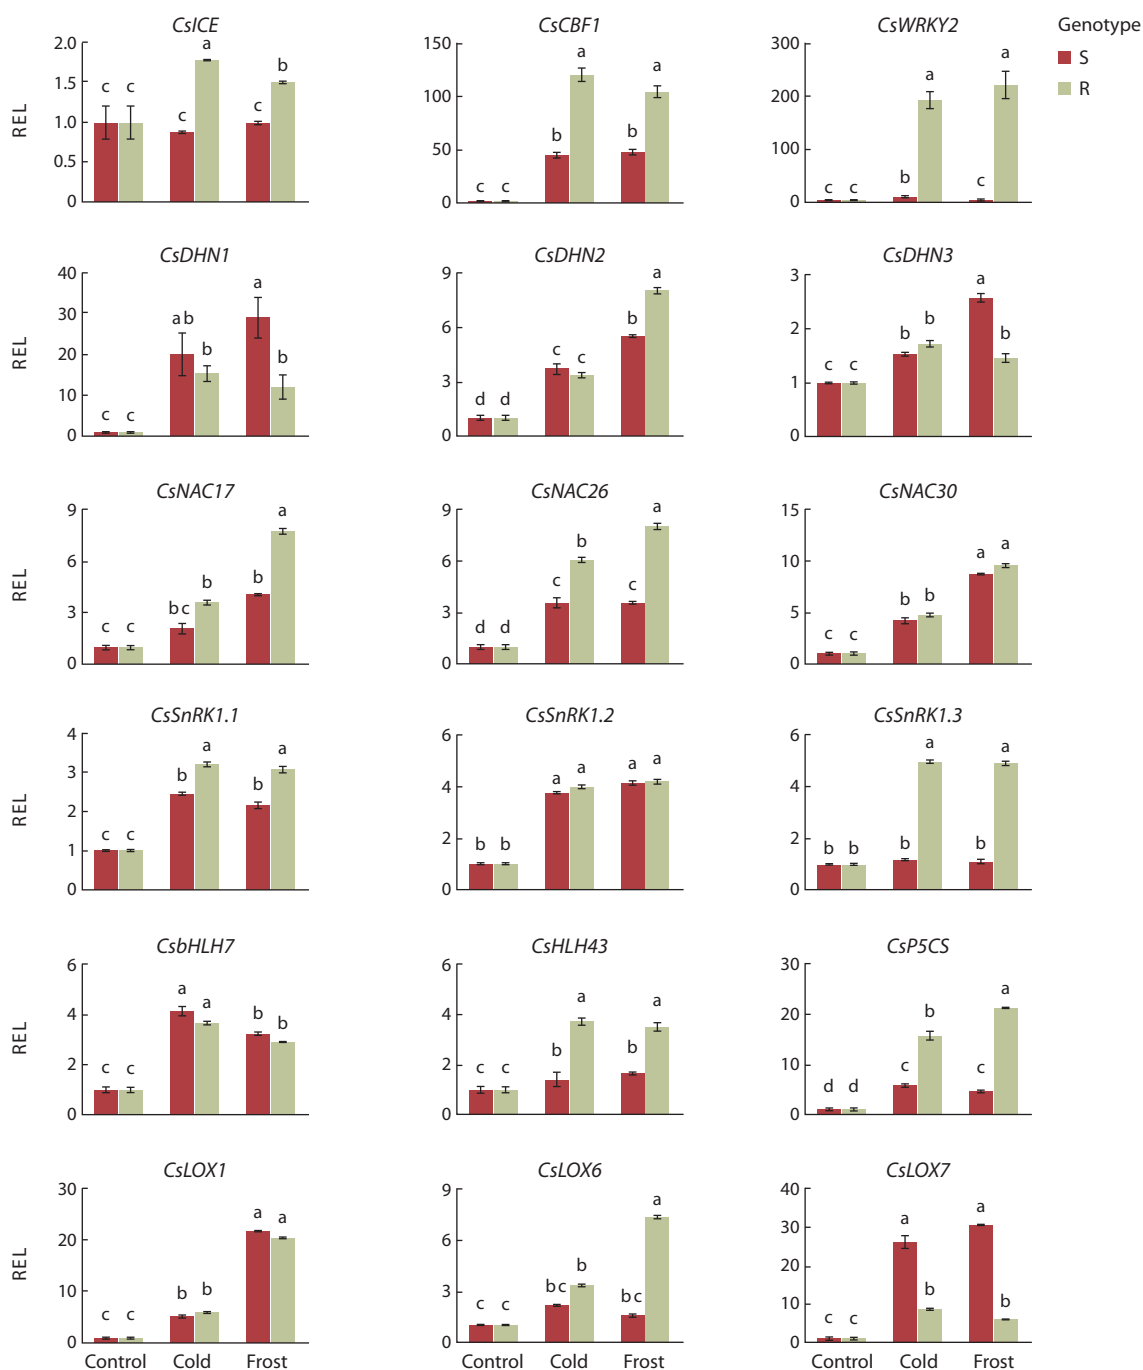 CsICE CsCBF1 CsWRKY2 Genotype
S
R
REL
2.0
1.5
1.0
0.5
0
c c c a c b
150
100
50
0
c c b a b a
300
200
100
0
c c b a c a
CsDHN1 CsDHN2 CsDHN3
REL
40
30
20
10
0
c c ab b a b
9
6
3
0
d d c c b a
3
2
1
0
c c b b a b
CsNAC17 CsNAC26 CsNAC30
REL
9
6
3
0
c c bc b b a
9
6
3
0
d d c b c a
15
10
5
0
c c b b a a
CsSnRK1.1 CsSnRK1.2 CsSnRK1.3
REL
4
3
2
1
0
c c b a b a
6
4
2
0
b b a a a a
6
4
2
0
b b b a b a
CsbHLH7 CsHLH43 CsP5CS
REL
6
4
2
0
c c a a b b
6
4
2
0
c c b a b a
30
20
10
0
d d c b c a
CsLOX1 CsLOX6 CsLOX7
REL
30
20
10
0
c c b b a a
9
6
3
0
c c bc b bc a
40
30
20
10
0
c c a b a b
Control Cold Frost Control Cold Frost Control Cold Frost